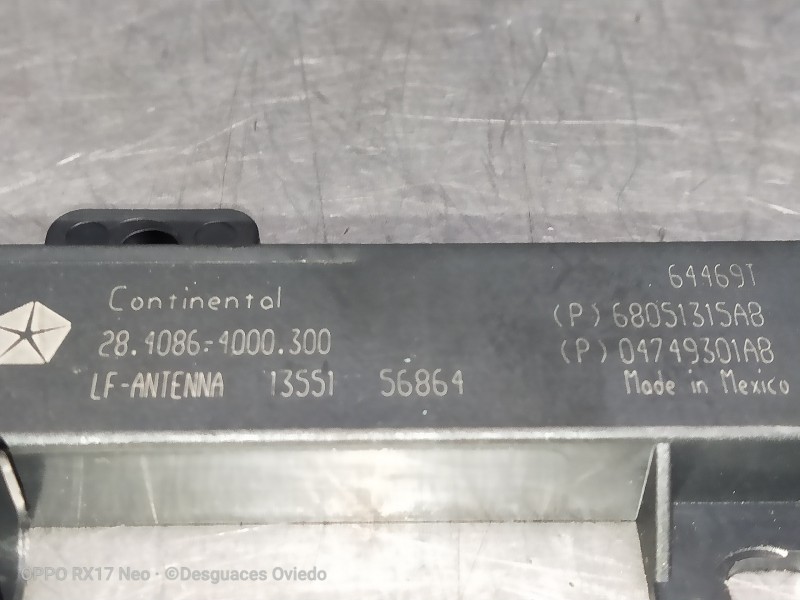 Continental
28.4086-4000.300
LF-ANTENNA 13551 56864
64469T
(P) 68051315AB
(P) 04749301AB
Made in Mexico
OPPO RX17 Neo · ©Desguaces Oviedo